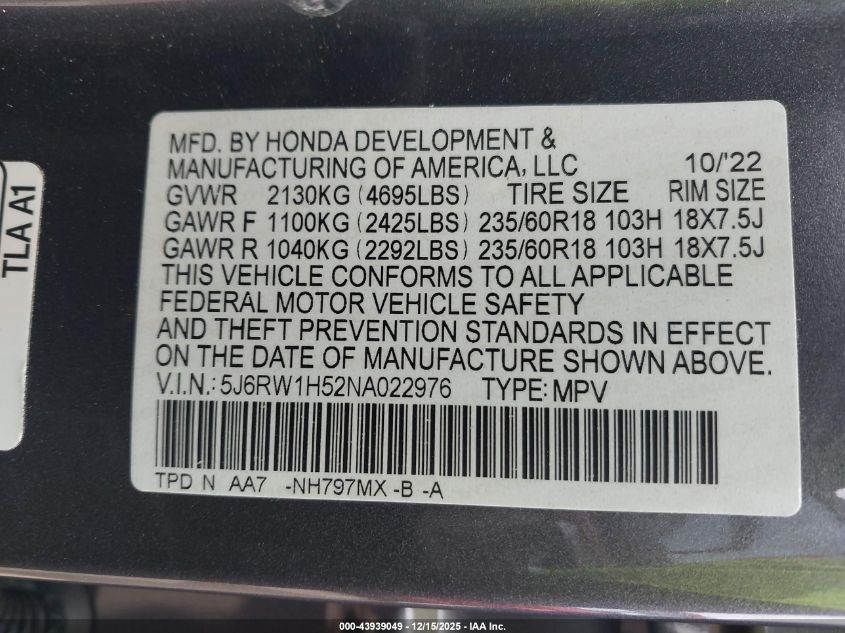 MFD. BY HONDA DEVELOPMENT &
MANUFACTURING OF AMERICA, LLC 10/'22
GVWR 2130KG (4695LBS) TIRE SIZE RIM SIZE
GAWR F 1100KG (2425LBS) 235/60R18 103H 18X7.5J
GAWR R 1040KG (2292LBS) 235/60R18 103H 18X7.5J
THIS VEHICLE CONFORMS TO ALL APPLICABLE
FEDERAL MOTOR VEHICLE SAFETY
AND THEFT PREVENTION STANDARDS IN EFFECT
ON THE DATE OF MANUFACTURE SHOWN ABOVE.
V.I.N.: 5J6RW1H52NA022976 TYPE: MPV
TPD N AA7 -NH797MX -B -A
TLA A1
000-43939049 - 12/15/2025 - IAA Inc.